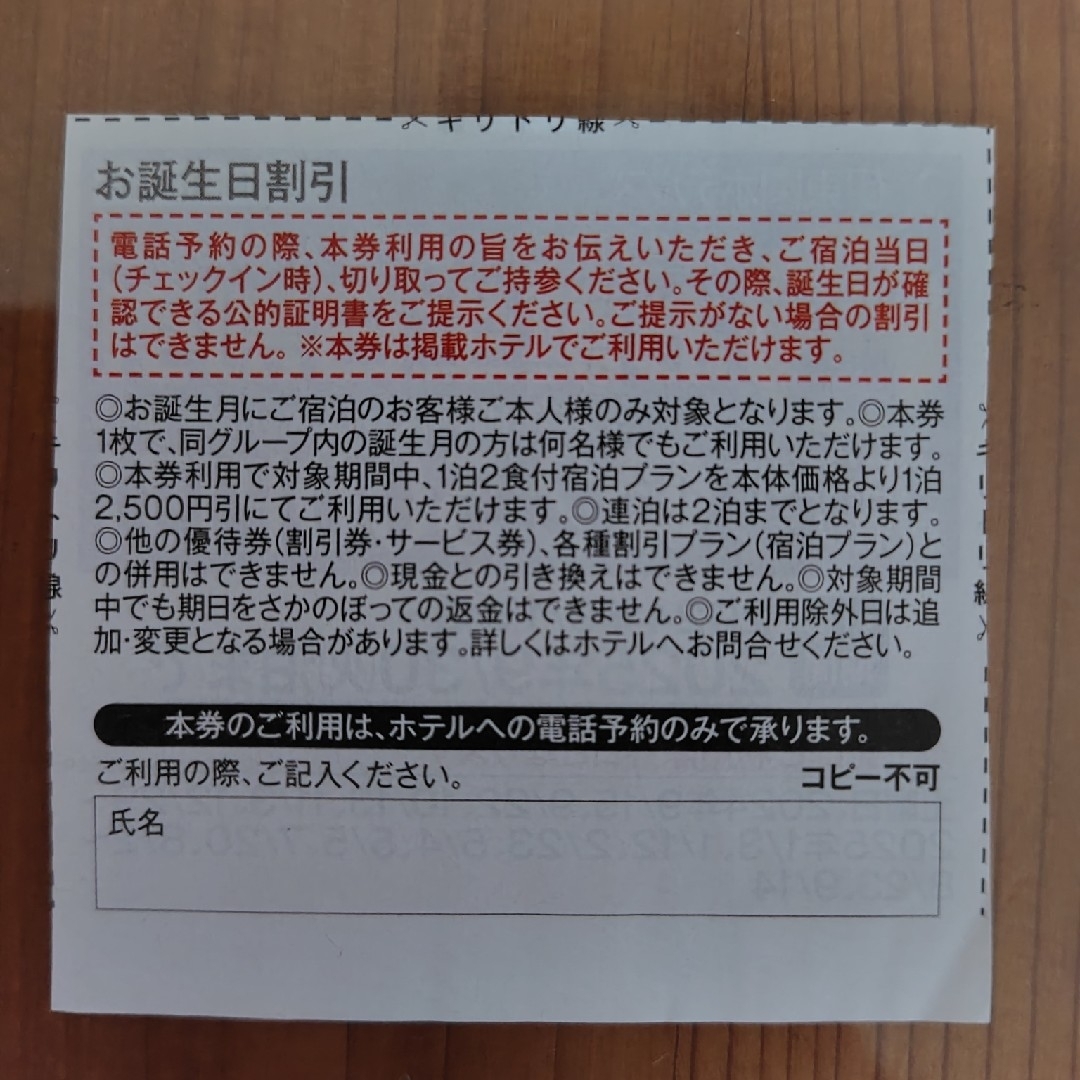 キリトリ線
お誕生日割引
電話予約の際、本券利用の旨をお伝えいただき、ご宿泊当日
(チェックイン時)、切り取ってご持参ください。その際、誕生日が確
認できる公的証明書をご提示ください。ご提示がない場合の割引
はできません。※本券は掲載ホテルでご利用いただけます。
◎お誕生月にご宿泊のお客様ご本人様のみ対象となります。◎本券
1枚で、同グループ内の誕生月の方は何名様でもご利用いただけます。
◎本券利用で対象期間中、1泊2食付宿泊プランを本体価格より1泊
2,500円引にてご利用いただけます。◎連泊は2泊までとなります。
◎他の優待券(割引券・サービス券)、各種割引プラン(宿泊プラン)と
の併用はできません。◎現金との引き換えはできません。◎対象期間
中でも期日をさかのぼっての返金はできません。◎ご利用除外日は追
加・変更となる場合があります。詳しくはホテルへお問合せください。
本券のご利用は、ホテルへの電話予約のみで承ります。
ご利用の際、ご記入ください。 コピー不可
氏名